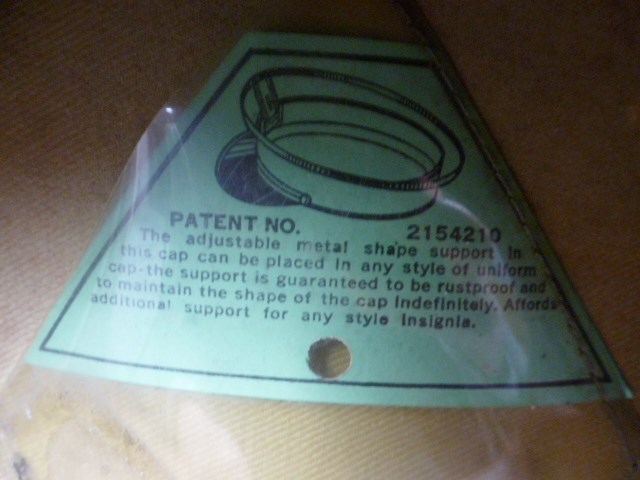 PATENT NO. 2154210
The adjustable metal shape support in
this cap can be placed in any style of uniform
cap-the support is guaranteed to be rustproof and
to maintain the shape of the cap indefinitely. Affords
additional support for any style insignia.